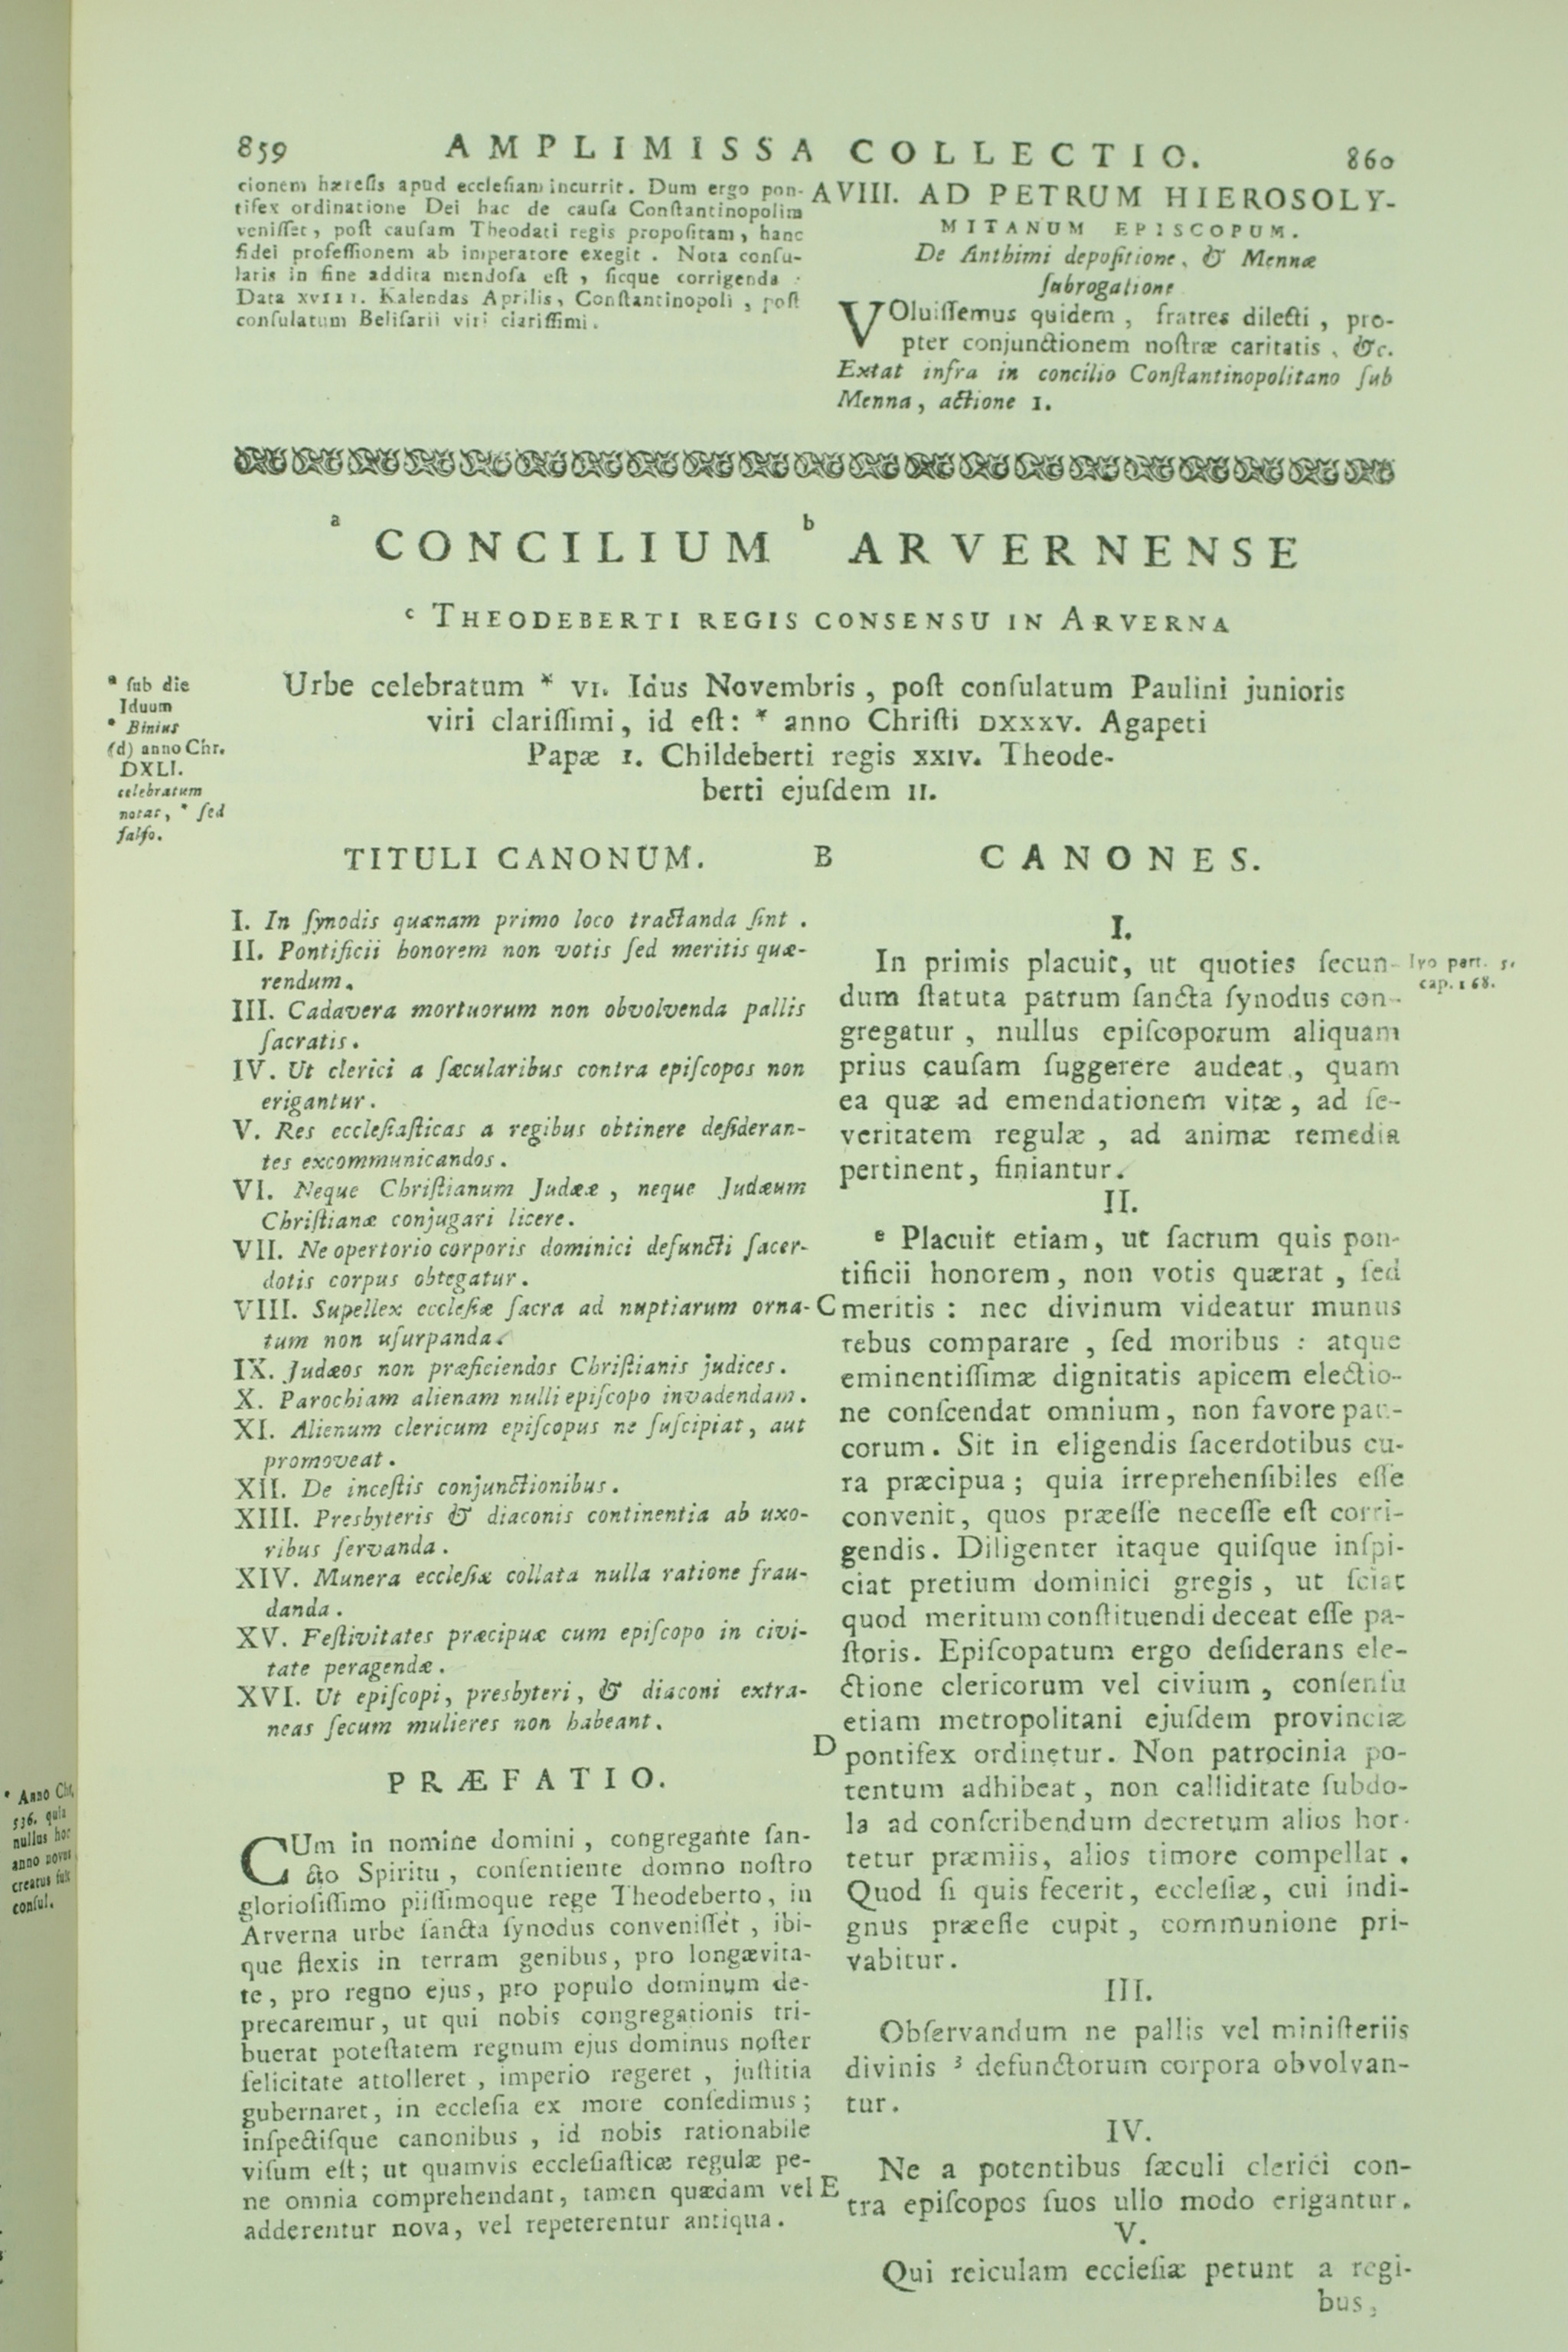 859 AMPLIMISSA COLLECTIO. 860
tionem hæresis apud ecclesiam incurrit. Dum ergo pon-
tifex ordinatione Dei hac de causa Constantinopolim
venisset, post causam Theodati regis propositam, hanc
fidei professionem ab imperatore exegit. Nota consu-
laris in fine addita mendosa est, sicque corrigenda
Data XVIII. Kalendas Aprilis, Constantinopoli, post
consulatum Belisarii viri clarissimi.
A VIII. AD PETRUM HIEROSOLY-
MITANUM EPISCOPUM.
De Anthimi depositione, & Mennæ
subrogatione
VOluissemus quidem, fratres dilecti, pro-
pter conjunctionem nostræ caritatis, &c.
Extat infra in concilio Constantinopolitano sub
Menna, actione 1.
a CONCILIUM b ARVERNENSE
c THEODEBERTI REGIS CONSENSU IN ARVERNA
Urbe celebratum * VI. Idus Novembris, post consulatum Paulini junioris
viri clarissimi, id est: * anno Christi DXXXV. Agapeti
Papæ I. Childeberti regis XXIV. Theode-
berti ejusdem II.
* sub die
Iduum
* Binius
(d) anno Chr.
DXLI.
celebratum
notat, * sed
falso.
TITULI CANONUM.
I. In synodis quænam primo loco tractanda sint.
II. Pontificii honorem non votis sed meritis quæ-
rendum.
III. Cadavera mortuorum non obvolvenda pallis
sacratis.
IV. Ut clerici a sæcularibus contra episcopos non
erigantur.
V. Res ecclesiasticas a regibus obtinere desideran-
tes excommunicandos.
VI. Neque Christianum Judææ, neque Judæum
Christianæ conjugari licere.
VII. Ne opertorio corporis dominici defuncti sacer-
dotis corpus obtegatur.
VIII. Supellex ecclesiæ sacra ad nuptiarum orna-
tum non usurpanda.
IX. Judæos non præficiendos Christianis judices.
X. Parochiam alienam nulli episcopo invadendam.
XI. Alienum clericum episcopus ne suscipiat, aut
promoveat.
XII. De incestis conjunctionibus.
XIII. Presbyteris & diaconis continentia ab uxo-
ribus servanda.
XIV. Munera ecclesiæ collata nulla ratione frau-
danda.
XV. Festivitates præcipuæ cum episcopo in civi-
tate peragendæ.
XVI. Ut episcopi, presbyteri, & diaconi extra-
neas secum mulieres non habeant.
PRÆFATIO.
* Anno Chr.
536. quia
nullus hoc
anno novus
creatus fuit
consul.
CUm in nomine domini, congregante san-
cto Spiritu, consentiente domno nostro
gloriosissimo piissimoque rege Theodeberto, in
Arverna urbe sancta synodus convenisset, ibi-
que flexis in terram genibus, pro longævita-
te, pro regno ejus, pro populo dominum de-
precaremur, ut qui nobis congregationis tri-
buerat potestatem regnum ejus dominus noster
felicitate attolleret, imperio regeret, justitia
gubernaret, in ecclesia ex more consedimus;
inspectisque canonibus, id nobis rationabile
visum est; ut quamvis ecclesiasticæ regulæ pe-
ne omnia comprehendant, tamen quædam vel
adderentur nova, vel repeterentur antiqua.
B CANONES.
I.
In primis placuit, ut quoties secun-
dum statuta patrum sancta synodus con-
gregatur, nullus episcoporum aliquam
prius causam suggerere audeat, quam
ea quæ ad emendationem vitæ, ad se-
veritatem regulæ, ad animæ remedia
pertinent, finiantur.
Ivo part. 5.
cap. 168.
II.
e Placuit etiam, ut sacrum quis pon-
tificii honorem, non votis quærat, sed
C meritis: nec divinum videatur munus
rebus comparare, sed moribus: atque
eminentissimæ dignitatis apicem electio-
ne conscendat omnium, non favore pau-
corum. Sit in eligendis sacerdotibus cu-
ra præcipua; quia irreprehensibiles esse
convenit, quos præesse necesse est corri-
gendis. Diligenter itaque quisque inspi-
ciat pretium dominici gregis, ut sciat
quod meritum constituendi deceat esse pa-
storis. Episcopatum ergo desiderans ele-
ctione clericorum vel civium, consensu
etiam metropolitani ejusdem provinciæ
D pontifex ordinetur. Non patrocinia po-
tentum adhibeat, non calliditate subdo-
la ad conscribendum decretum alios hor-
tetur præmiis, alios timore compellat.
Quod si quis fecerit, ecclesiæ, cui indi-
gnus præesse cupit, communione pri-
vabitur.
III.
Observandum ne pallis vel ministeriis
divinis 3 defunctorum corpora obvolvan-
tur.
IV.
Ne a potentibus sæculi clerici con-
E tra episcopos suos ullo modo erigantur.
V.
Qui reiculam ecclesiæ petunt a regi-
bus,